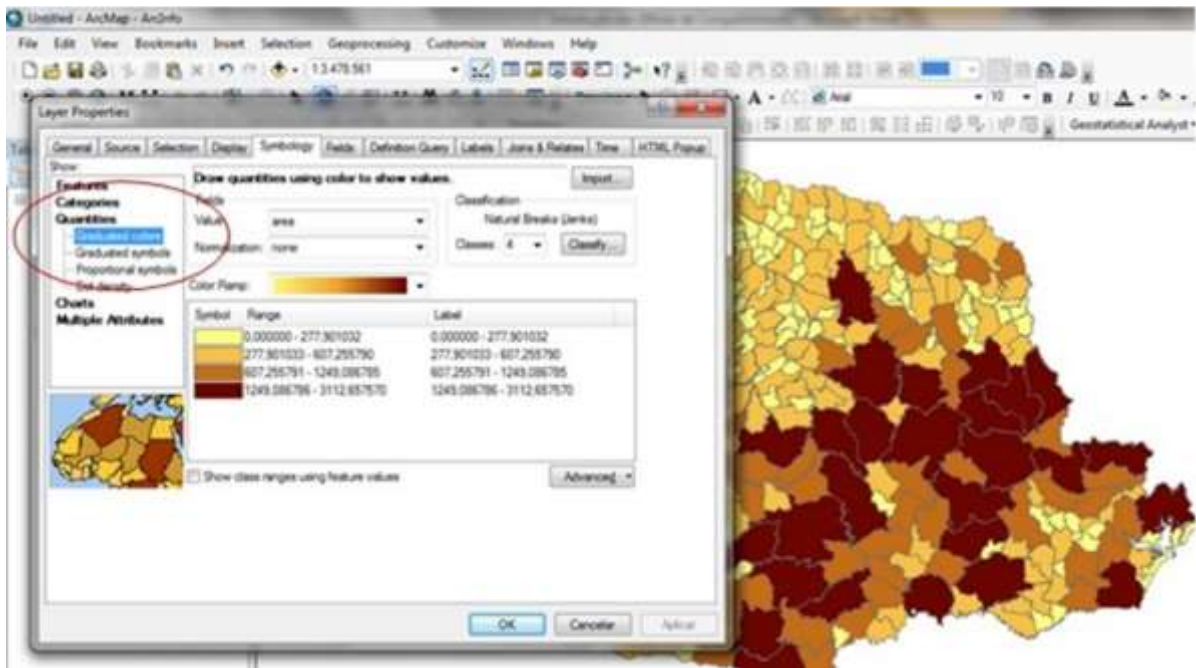 Untitled - ArcMap - ArcInfo
File Edit View Bookmarks Insert Selection Geoprocessing Customize Windows Help
1:3.478.561
A Arial 10 B I U A
Geostatistical Analyst
Layer Properties
General Source Selection Display Symbology Fields Definition Query Labels Joins & Relates Time HTML Popup
Show:
Features
Categories
Quantities
Graduated colors
Graduated symbols
Proportional symbols
Dot density
Charts
Multiple Attributes
Draw quantities using color to show values.
Import...
Fields
Value: area
Normalization: none
Classification
Natural Breaks (Jenks)
Classes: 4 Classify...
Color Ramp:
Symbol Range Label
0,000000 - 277,901032 0,000000 - 277,901032
277,901033 - 607,255790 277,901033 - 607,255790
607,255791 - 1249,086785 607,255791 - 1249,086785
1249,086786 - 3112,657570 1249,086786 - 3112,657570
Show class ranges using feature values
Advanced
OK Cancelar Aplicar